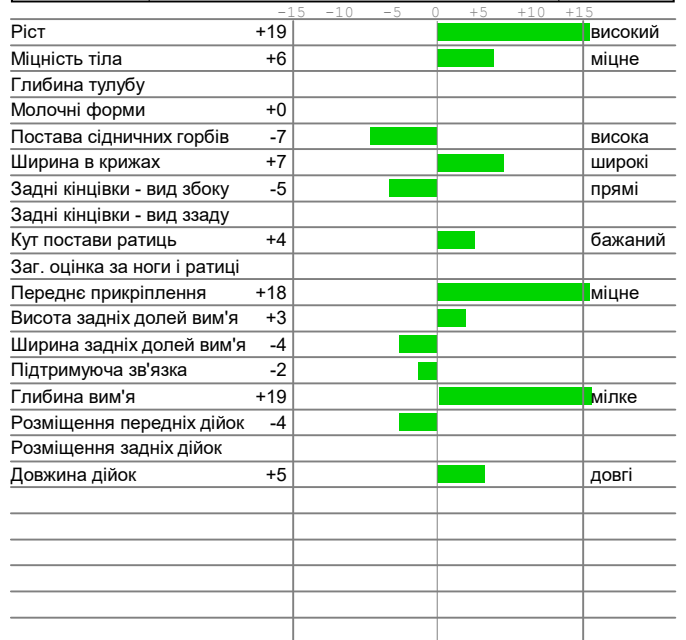 -15 -10 -5 0 +5 +10 +15
Ріст +19 високий
Міцність тіла +6 міцне
Глибина тулубу
Молочні форми +0
Постава сідничних горбів -7 висока
Ширина в крижах +7 широкі
Задні кінцівки - вид збоку -5 прямі
Задні кінцівки - вид ззаду
Кут постави ратиць +4 бажаний
Заг. оцінка за ноги і ратиці
Переднє прикріплення +18 міцне
Висота задніх долей вим'я +3
Ширина задніх долей вим'я -4
Підтримуюча зв'язка -2
Глибина вим'я +19 мілке
Розміщення передніх дійок -4
Розміщення задніх дійок
Довжина дійок +5 довгі